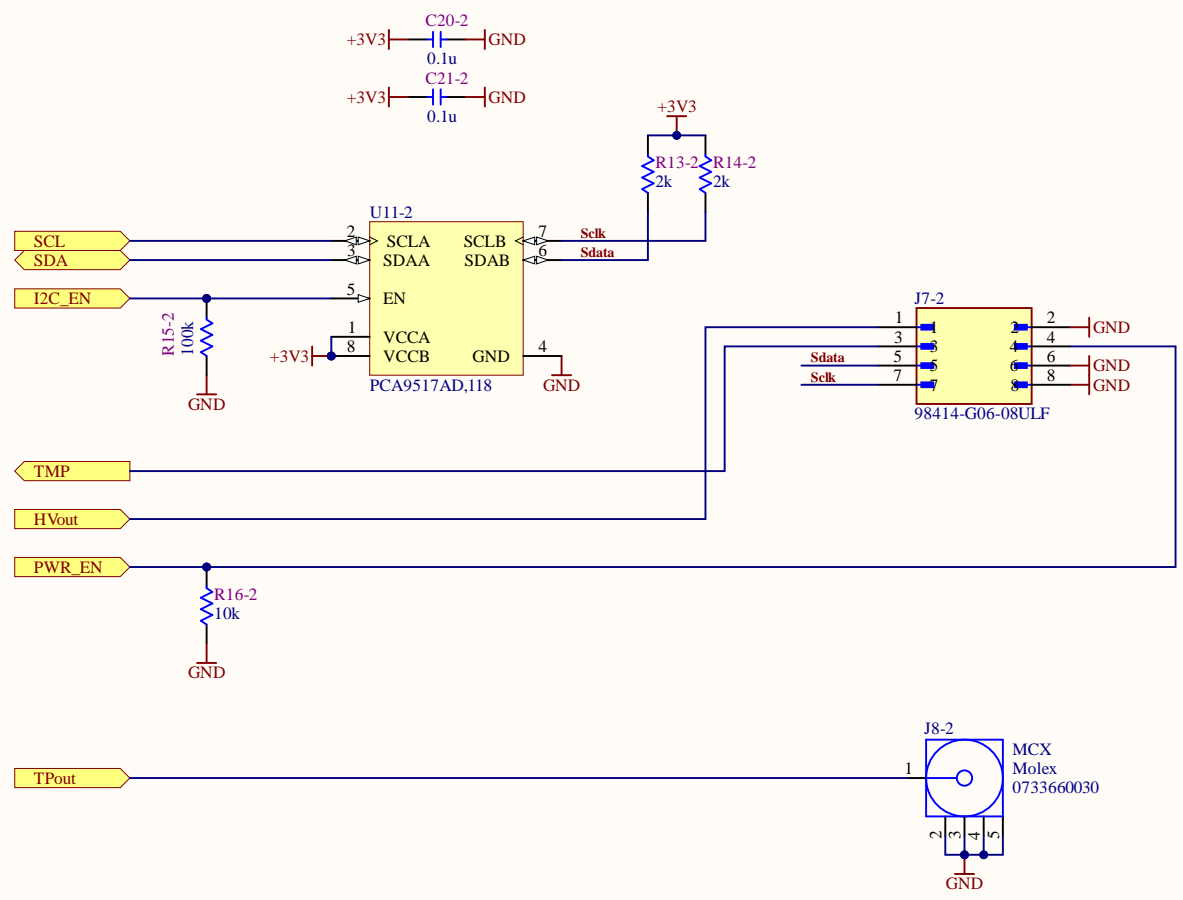 C20-2
+3V3 GND
0.1u
C21-2
+3V3 GND
0.1u
+3V3
R13-2 R14-2
2k 2k
U11-2
SCL 2 SCLA SCLB 7 Sclk
SDA 3 SDAA SDAB 6 Sdata
I2C_EN 5 EN
R15-2
100k
1 VCCA
+3V3 8 VCCB GND 4
GND
PCA9517AD,118
GND
J7-2
1 1 2 2 GND
3 3 4 4
Sdata 5 5 6 6 GND
Sclk 7 7 8 8 GND
98414-G06-08ULF
TMP
HVout
PWR_EN
R16-2
10k
GND
J8-2
TPout 1
MCX
Molex
0733660030
2 3 4 5
GND